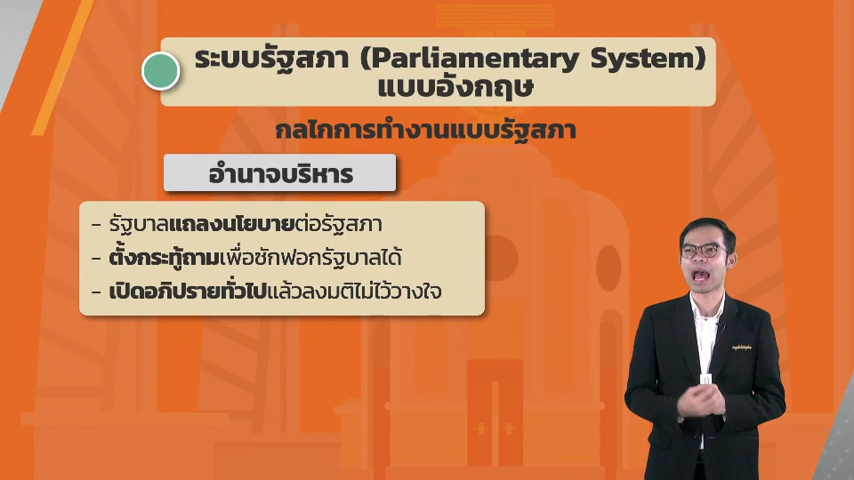 ระบบรัฐสภา (Parliamentary System)
แบบอังกฤษ
กลไกการทำงานแบบรัฐสภา
อำนาจบริหาร
- รัฐบาลแถลงนโยบายต่อรัฐสภา
- ตั้งกระทู้ถามเพื่อซักฟอกรัฐบาลได้
- เปิดอภิปรายทั่วไปแล้วลงมติไม่ไว้วางใจ